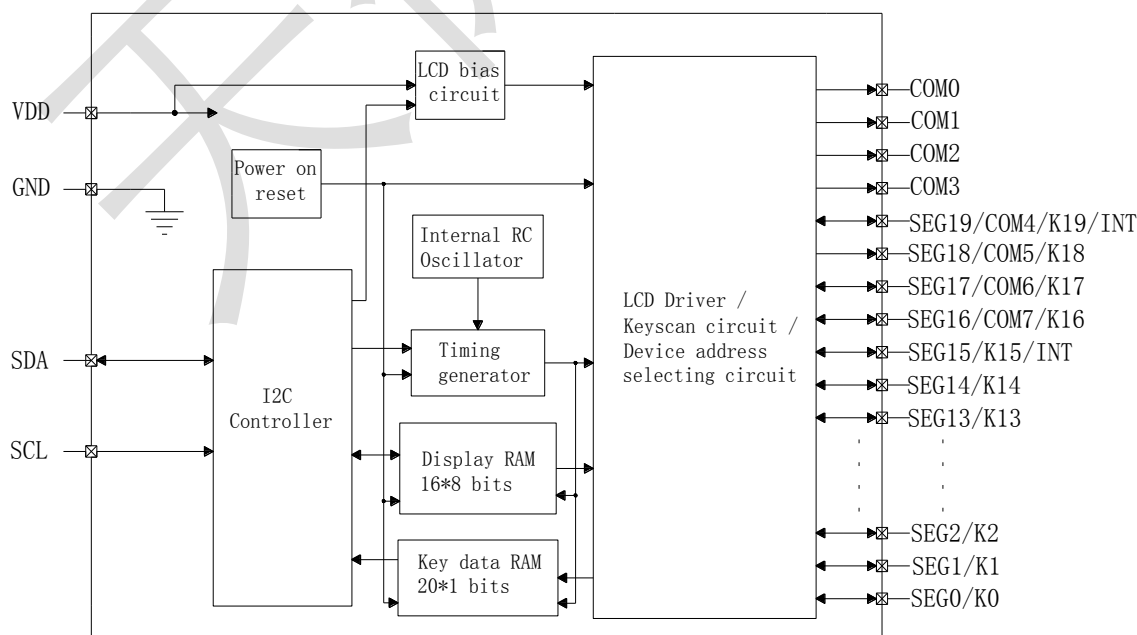 LCD bias
circuit
VDD
Power on
reset
GND
Internal RC
Oscillator
SDA
I2C
Controller
Timing
generator
SCL
Display RAM
16*8 bits
Key data RAM
20*1 bits
LCD Driver /
Keyscan circuit /
Device address
selecting circuit
COM0
COM1
COM2
COM3
SEG19/COM4/K19/INT
SEG18/COM5/K18
SEG17/COM6/K17
SEG16/COM7/K16
SEG15/K15/INT
SEG14/K14
SEG13/K13
SEG2/K2
SEG1/K1
SEG0/K0